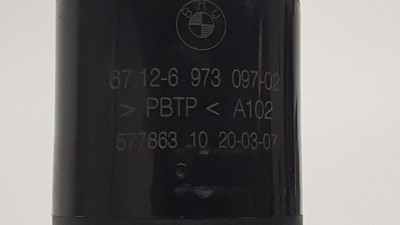 BMW
67.12-6 973 097-02
> PBTP < A102
577863 10 20-03-07